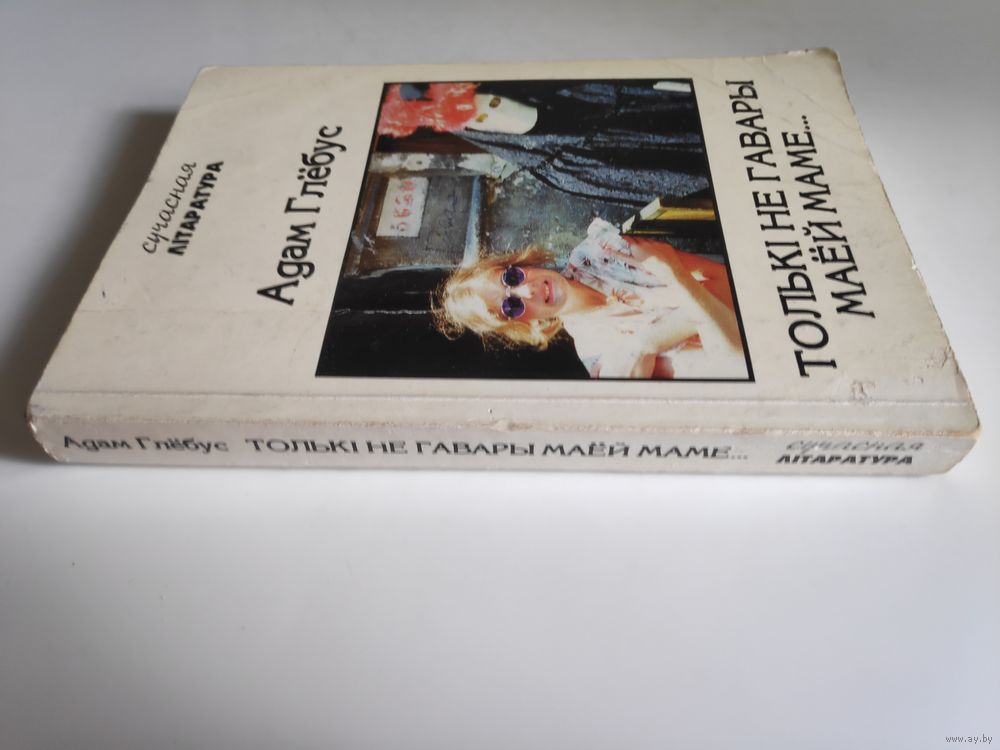 сучасная
ЛІТАРАТУРА
Адам Глёбус
ТОЛЬКІ НЕ ГАВАРЫ
МАЁЙ МАМЕ...
Адам Глёбус ТОЛЬКІ НЕ ГАВАРЫ МАЁЙ МАМЕ... сучасная
ЛІТАРАТУРА
www.ay.by